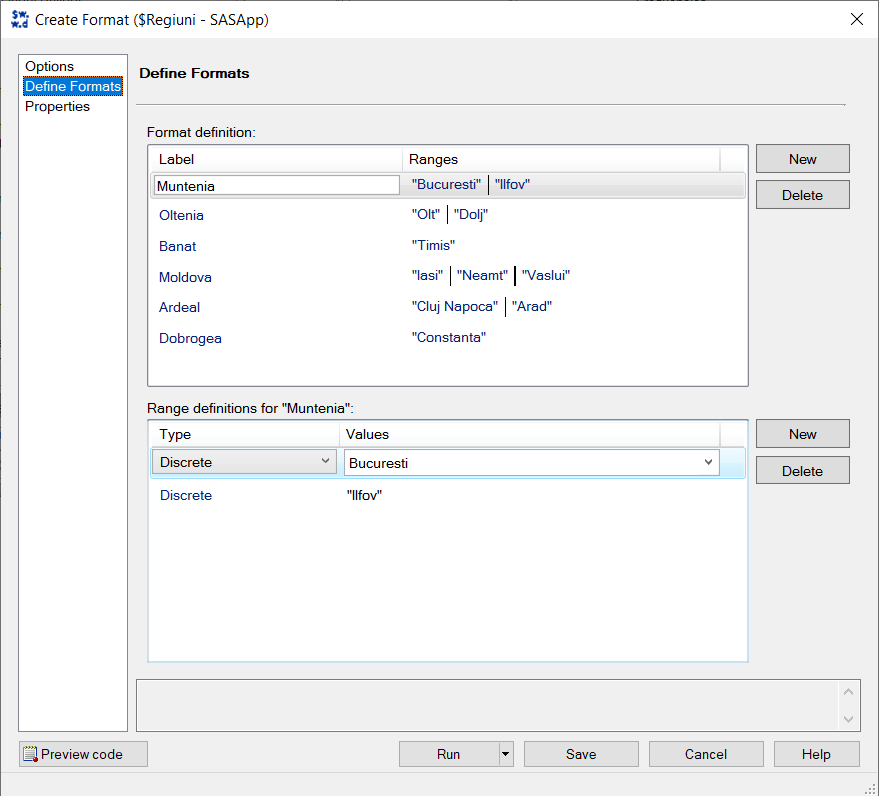 Create Format ($Regiuni - SASApp)
Options
Define Formats
Properties
Define Formats
Format definition:
Label Ranges
Muntenia "Bucuresti" | "Ilfov"
Oltenia "Olt" | "Dolj"
Banat "Timis"
Moldova "Iasi" | "Neamt" | "Vaslui"
Ardeal "Cluj Napoca" | "Arad"
Dobrogea "Constanta"
New
Delete
Range definitions for "Muntenia":
Type Values
Discrete Bucuresti
Discrete "Ilfov"
New
Delete
Preview code Run Save Cancel Help